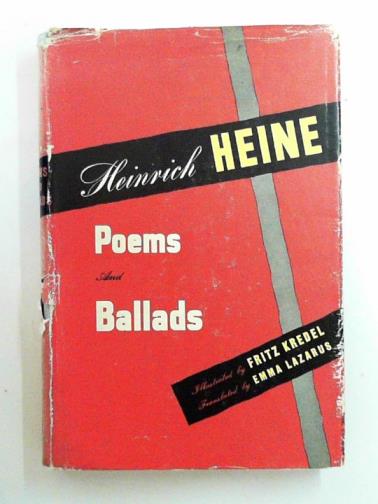 Heinrich HEINE
Poems
And
Ballads
Illustrated by FRITZ KREDEL
Translated by EMMA LAZARUS